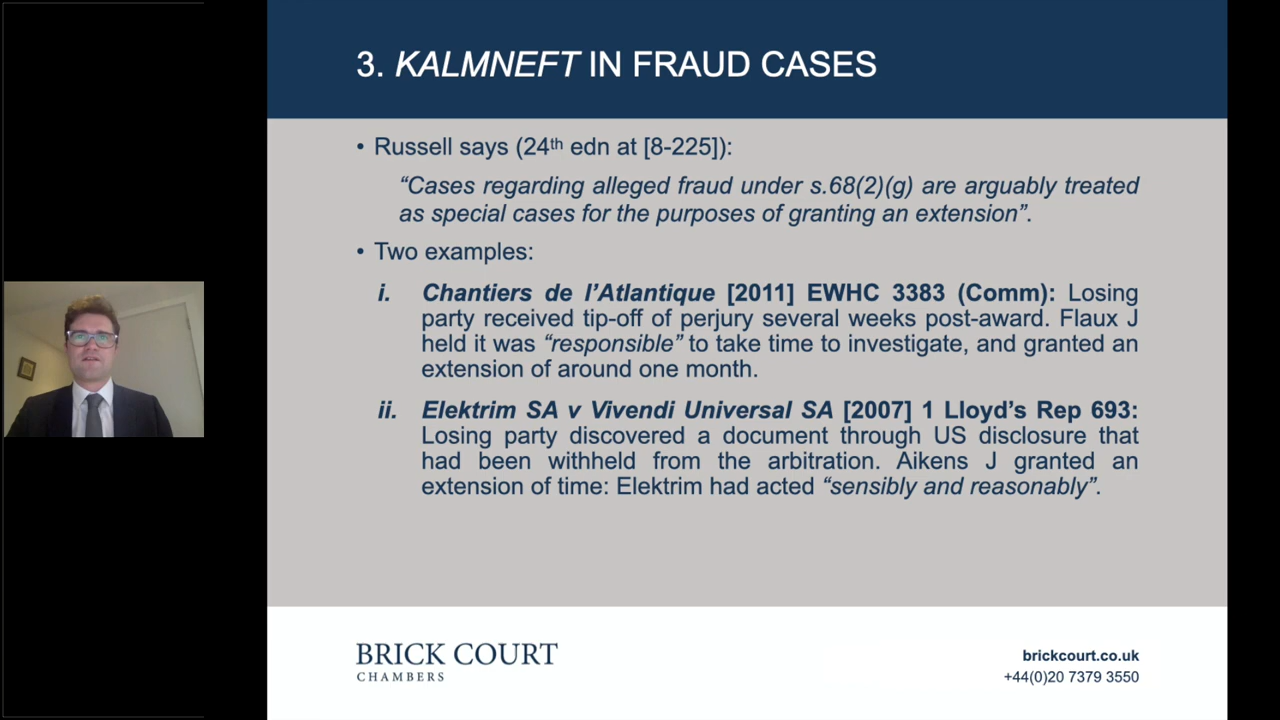 3. KALMNEFT IN FRAUD CASES
• Russell says (24th edn at [8-225]):
“Cases regarding alleged fraud under s.68(2)(g) are arguably treated
as special cases for the purposes of granting an extension”.
• Two examples:
i. Chantiers de l’Atlantique [2011] EWHC 3383 (Comm): Losing
party received tip-off of perjury several weeks post-award. Flaux J
held it was “responsible” to take time to investigate, and granted an
extension of around one month.
ii. Elektrim SA v Vivendi Universal SA [2007] 1 Lloyd’s Rep 693:
Losing party discovered a document through US disclosure that
had been withheld from the arbitration. Aikens J granted an
extension of time: Elektrim had acted “sensibly and reasonably”.
BRICK COURT
CHAMBERS
brickcourt.co.uk
+44(0)20 7379 3550